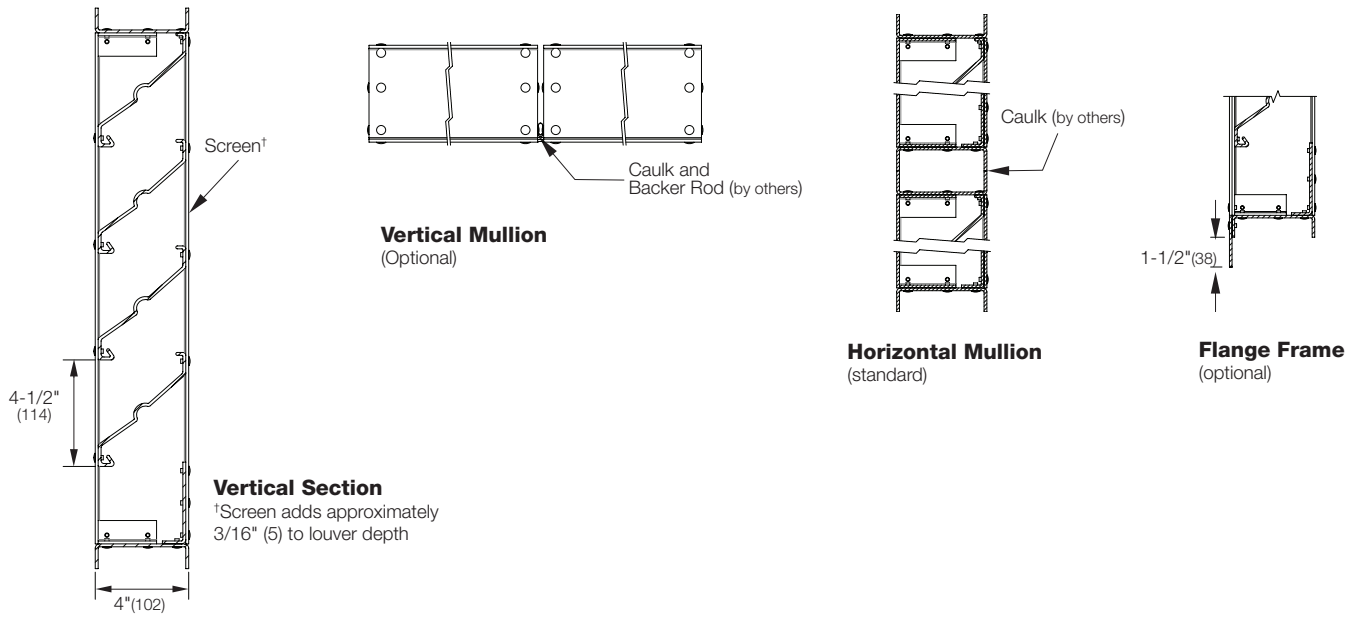 Screen†
4-1/2"
(114)
Vertical Section
†Screen adds approximately
3/16" (5) to louver depth
4"(102)
Caulk and
Backer Rod (by others)
Vertical Mullion
(Optional)
Caulk (by others)
Horizontal Mullion
(standard)
1-1/2"(38)
Flange Frame
(optional)